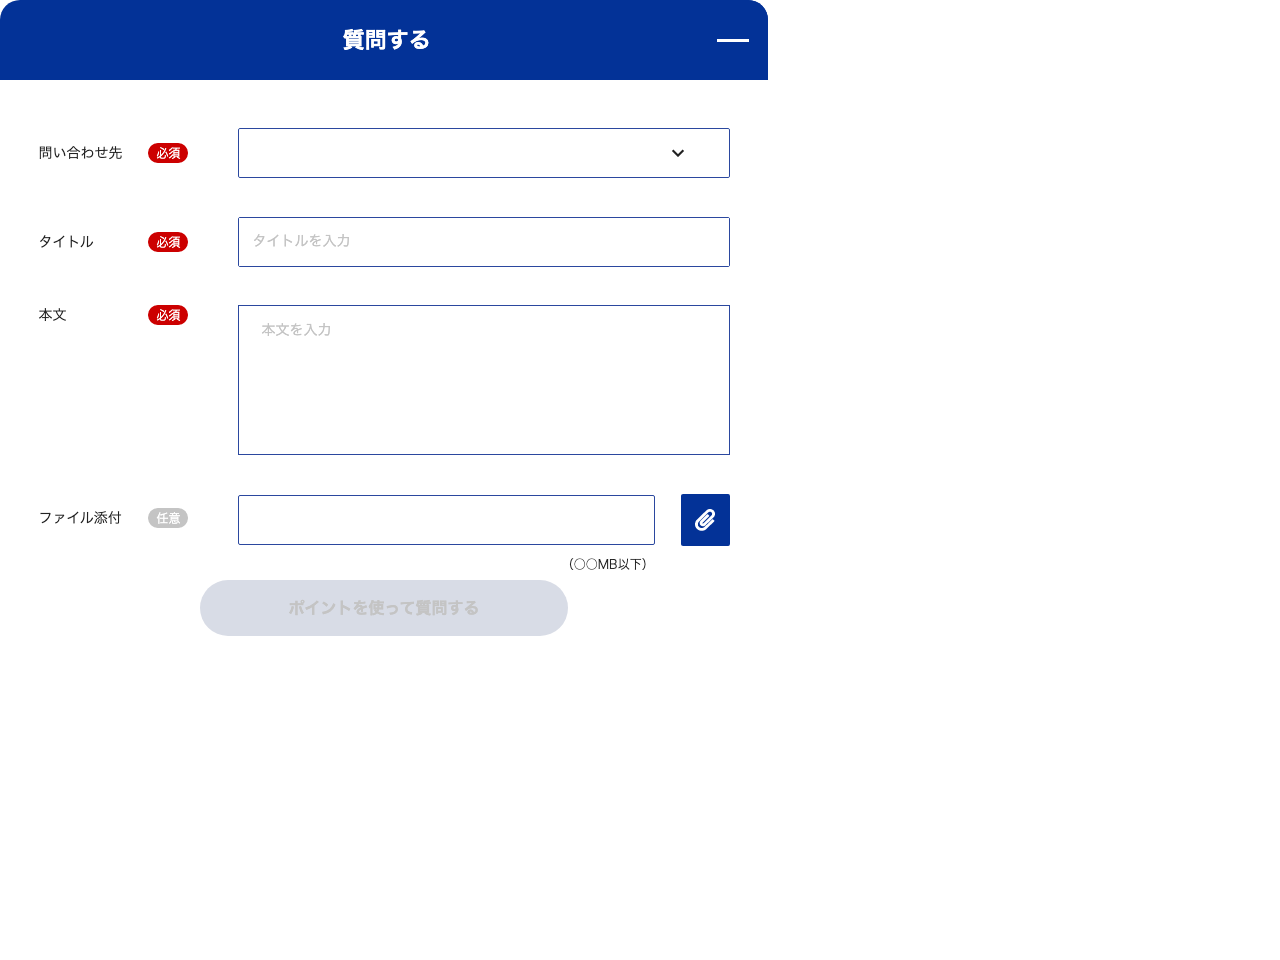 質問する
問い合わせ先 必須
タイトル 必須 タイトルを入力
本文 必須 本文を入力
ファイル添付 任意
（○○MB以下）
ポイントを使って質問する